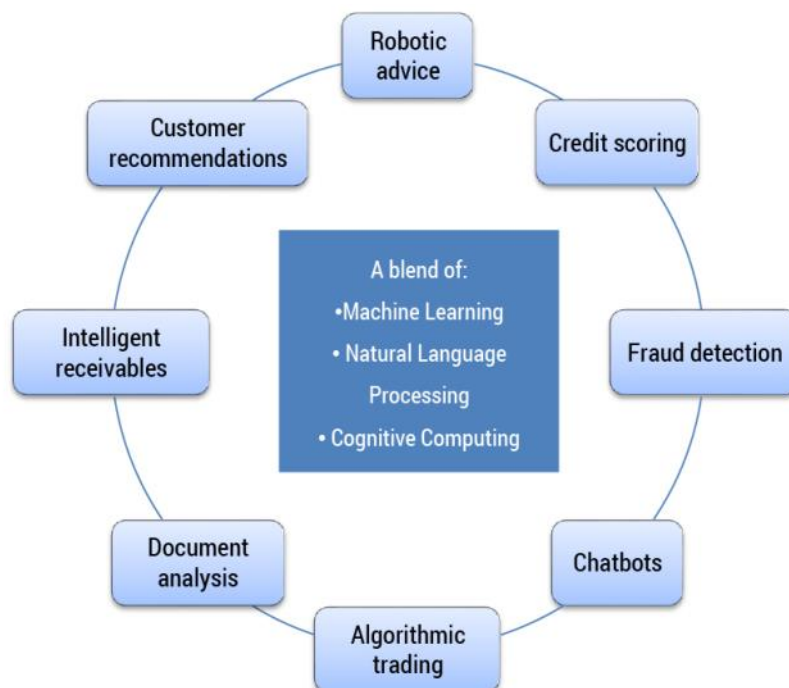 Robotic
advice
Customer
recommendations
Credit scoring
A blend of:
•Machine Learning
• Natural Language
Processing
• Cognitive Computing
Intelligent
receivables
Fraud detection
Document
analysis
Chatbots
Algorithmic
trading